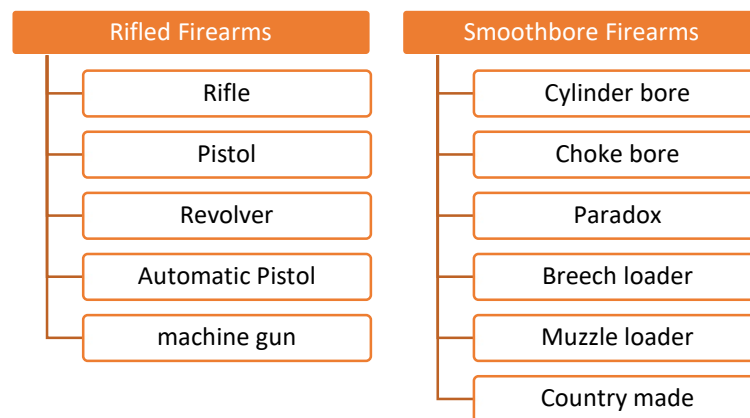 Rifled Firearms
Rifle
Pistol
Revolver
Automatic Pistol
machine gun
Smoothbore Firearms
Cylinder bore
Choke bore
Paradox
Breech loader
Muzzle loader
Country made